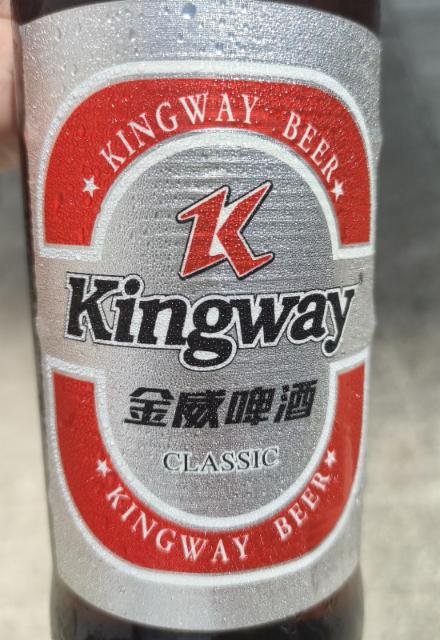 ★ KINGWAY BEER ★
K
Kingway
金威啤酒
CLASSIC
★ KINGWAY BEER ★